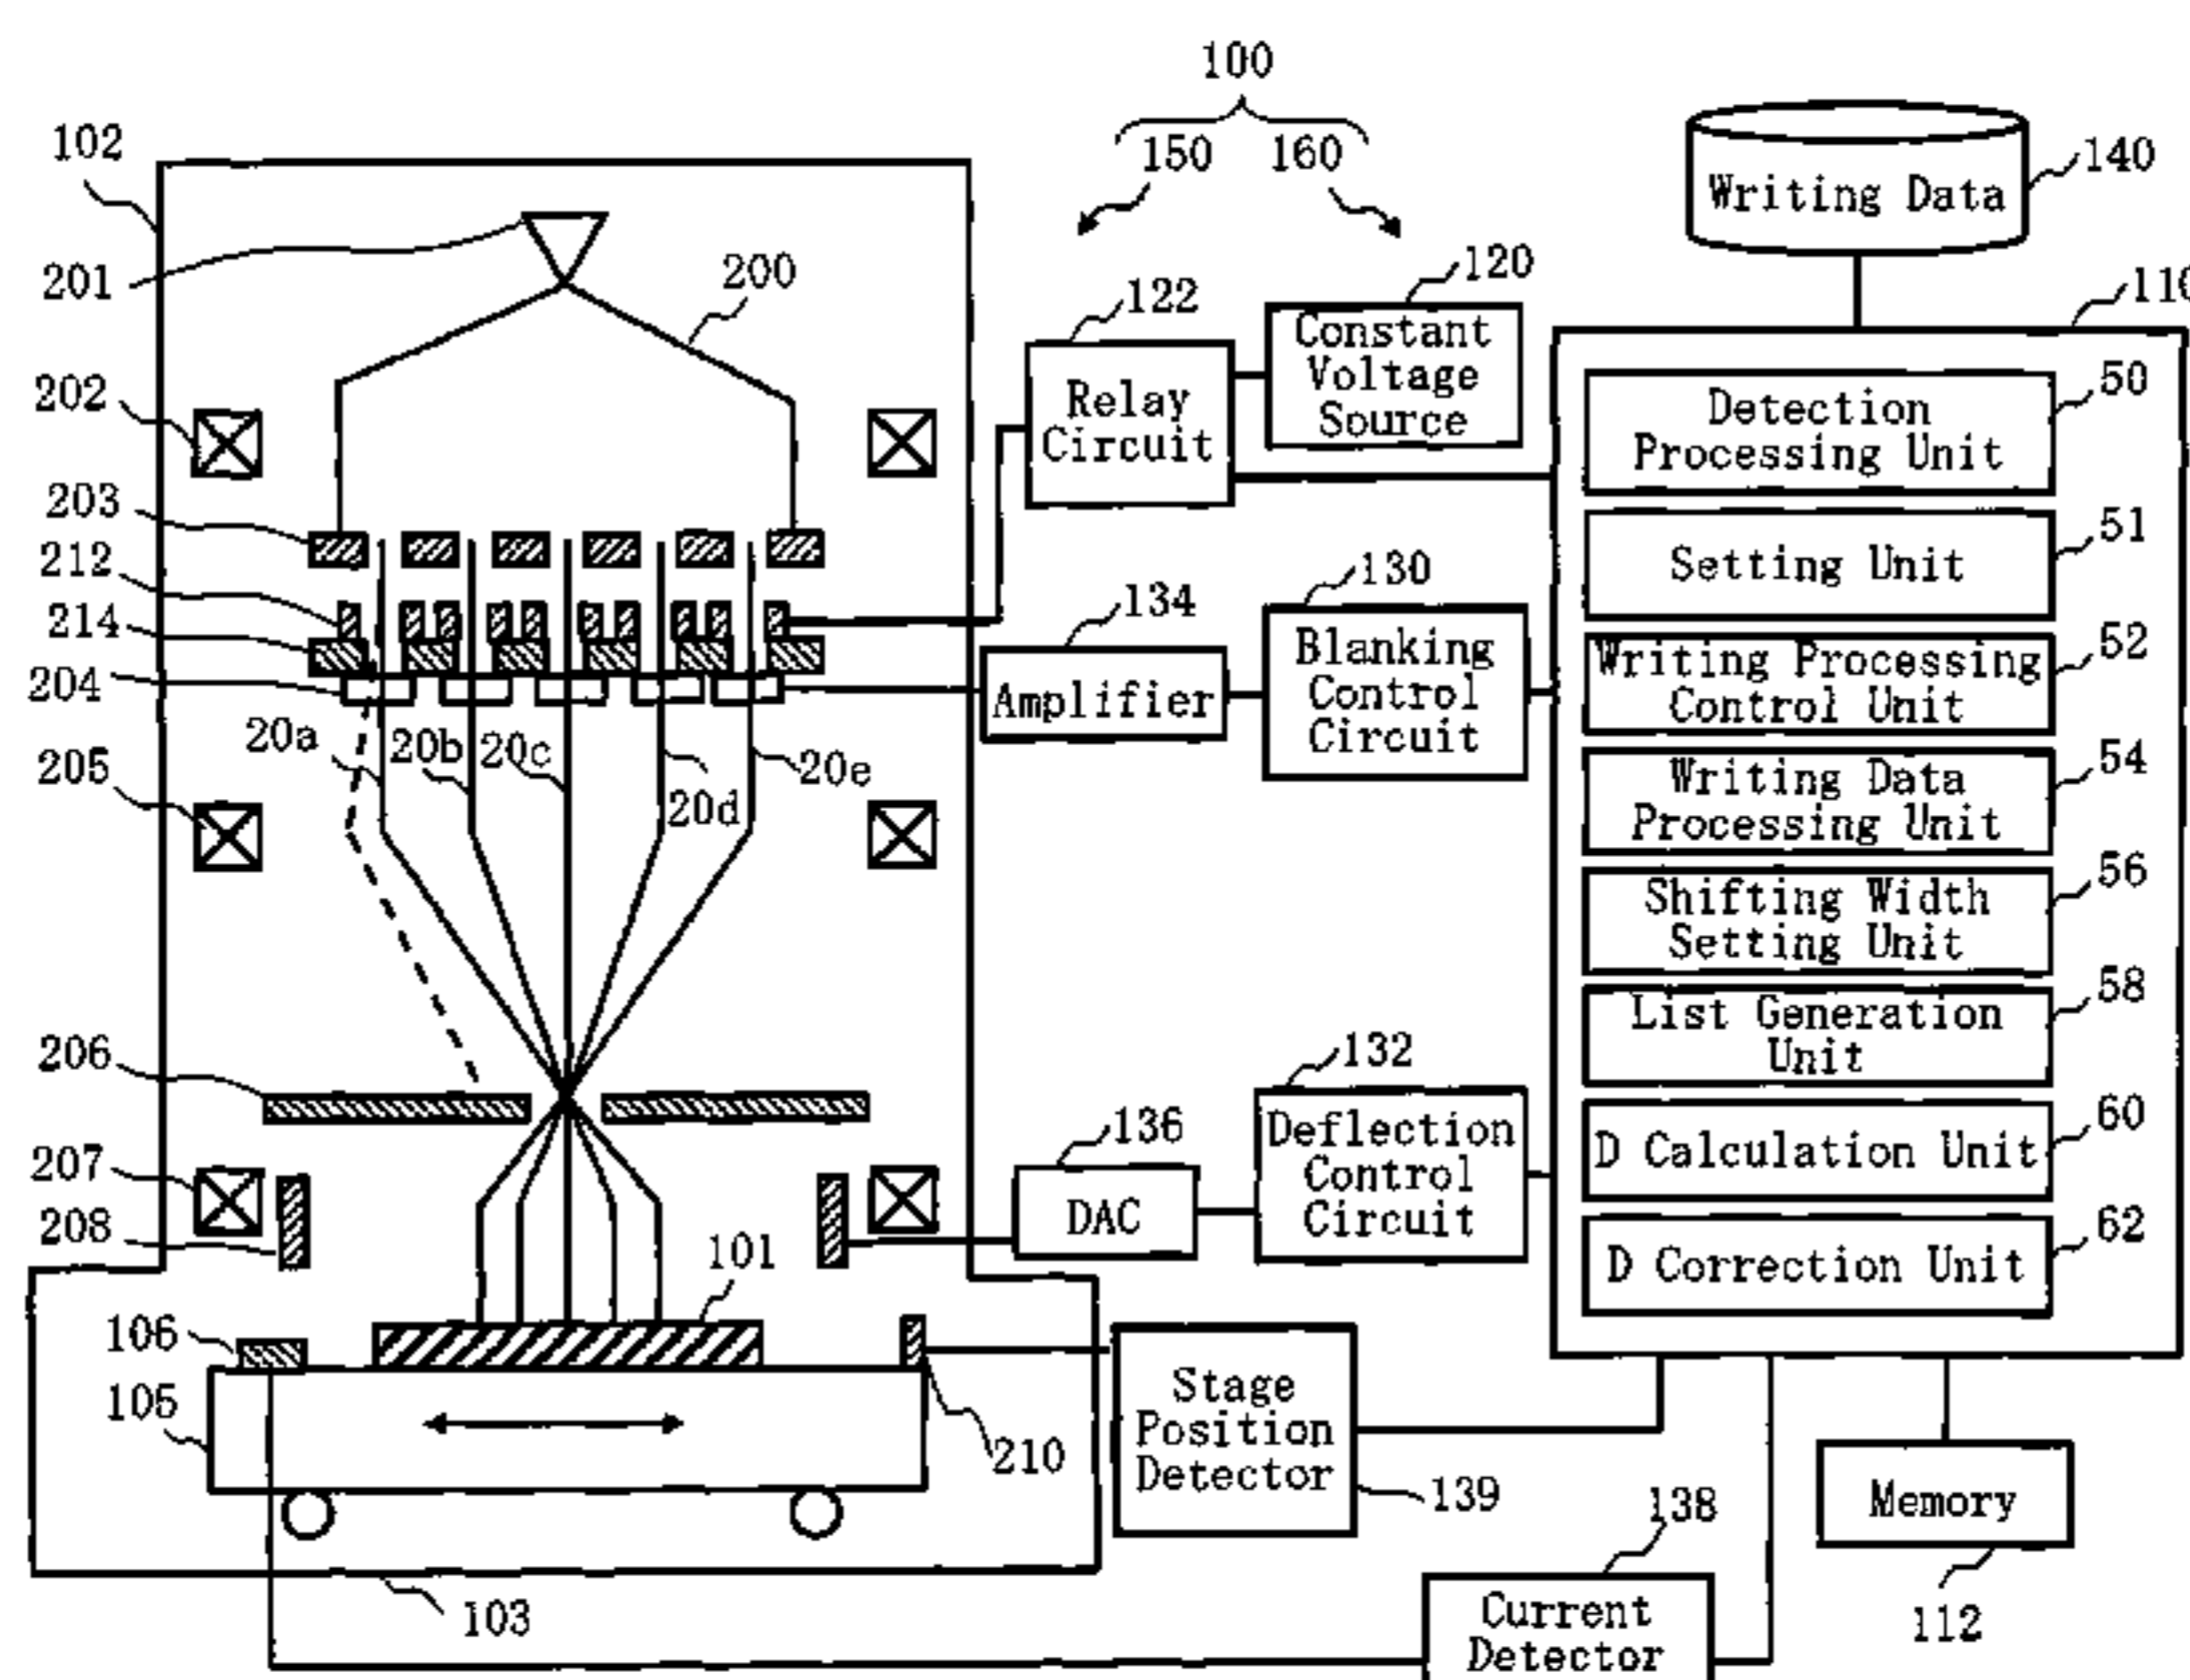 100
150 160
102
201
200
202
203
212
214
204
20a
20b
20c
20d
20e
205
206
207
208
101
106
105
210
103
122
Relay
Circuit
120
Constant
Voltage
Source
134
Amplifier
130
Blanking
Control
Circuit
136
DAC
132
Deflection
Control
Circuit
Stage
Position
Detector
139
138
Current
Detector
Writing Data
140
110
Detection
Processing Unit
50
Setting Unit
51
Writing Processing
Control Unit
52
Writing Data
Processing Unit
54
Shifting Width
Setting Unit
56
List Generation
Unit
58
D Calculation Unit
60
D Correction Unit
62
Memory
112